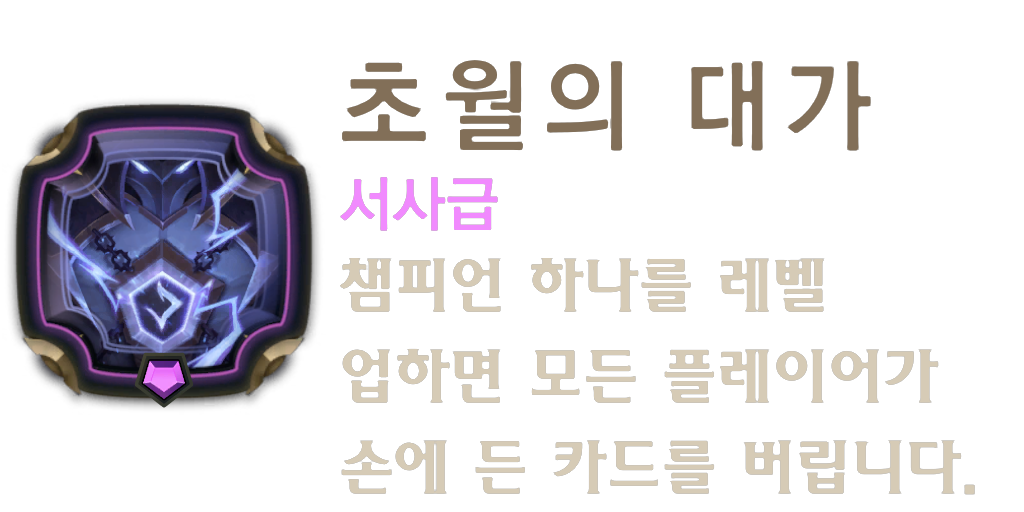 초월의 대가
서사급
챔피언 하나를 레벨
업하면 모든 플레이어가
손에 든 카드를 버립니다.